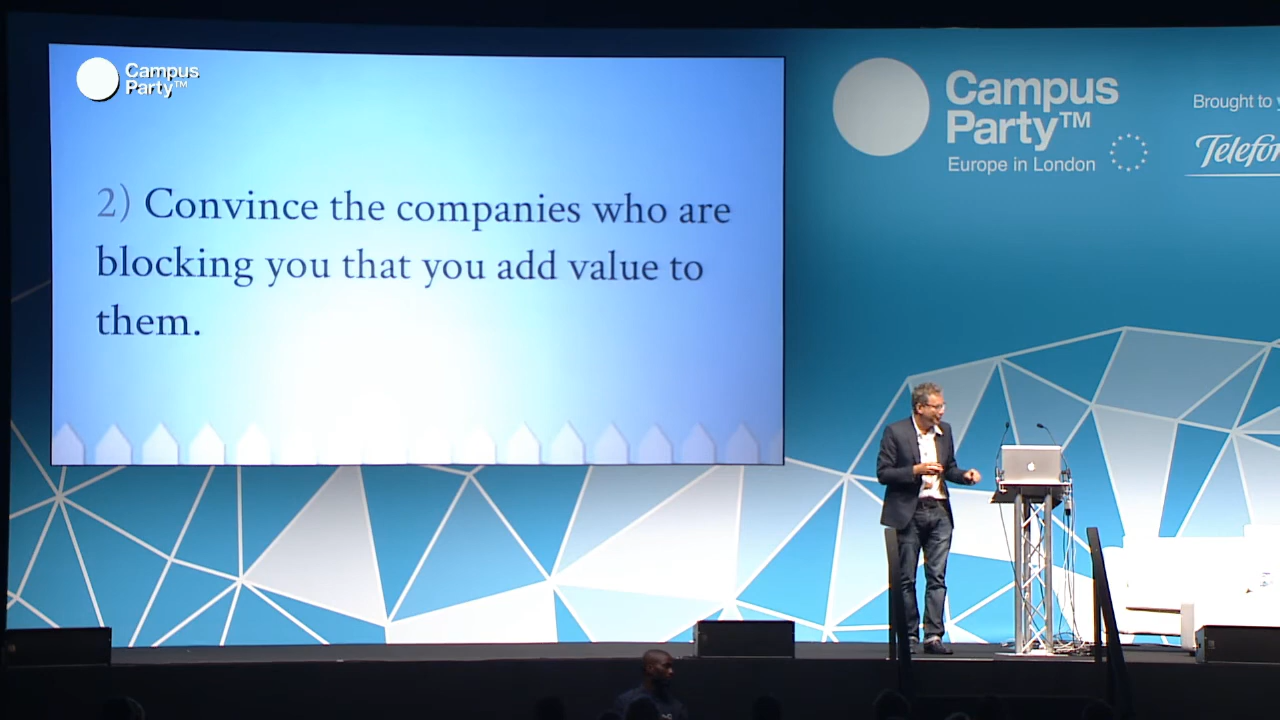 Campus
Party™
2) Convince the companies who are
blocking you that you add value to
them.
Campus
Party™
Europe in London
Brought to